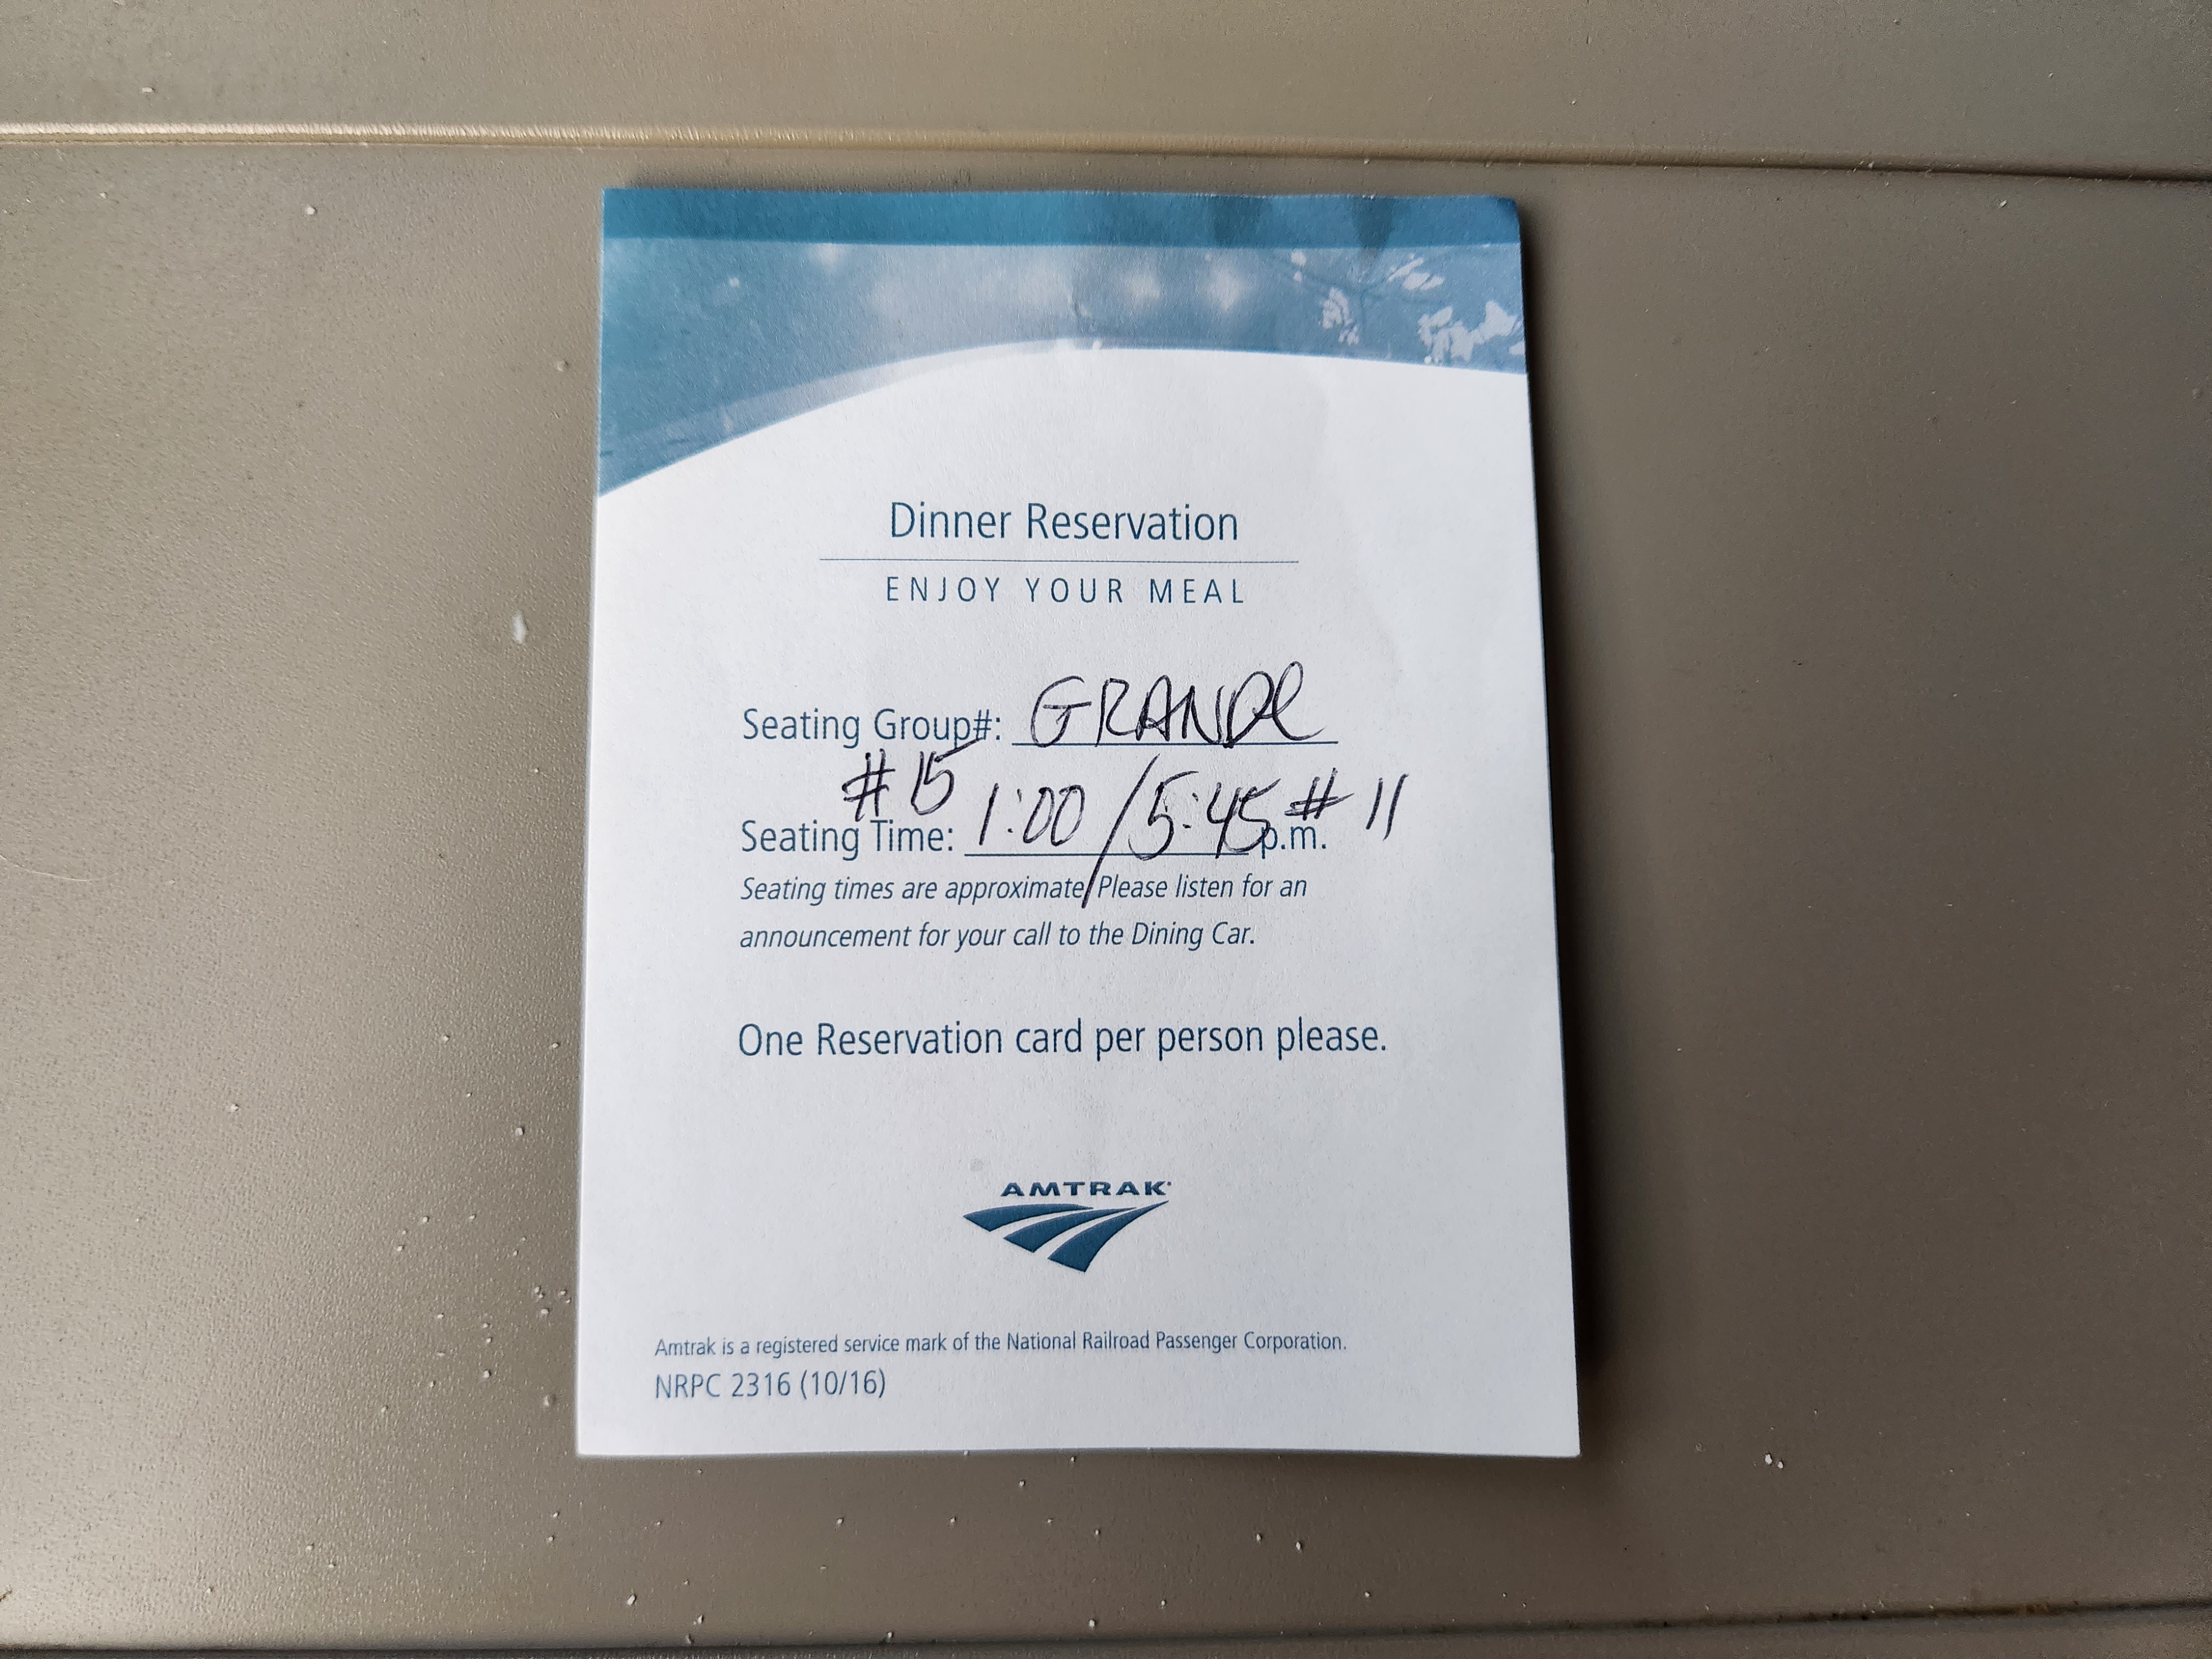 Dinner Reservation
ENJOY YOUR MEAL
Seating Group#: GRANDe
#15
Seating Time: 1:00 / 5:45 p.m. # 11
Seating times are approximate. Please listen for an
announcement for your call to the Dining Car.
One Reservation card per person please.
AMTRAK
Amtrak is a registered service mark of the National Railroad Passenger Corporation.
NRPC 2316 (10/16)